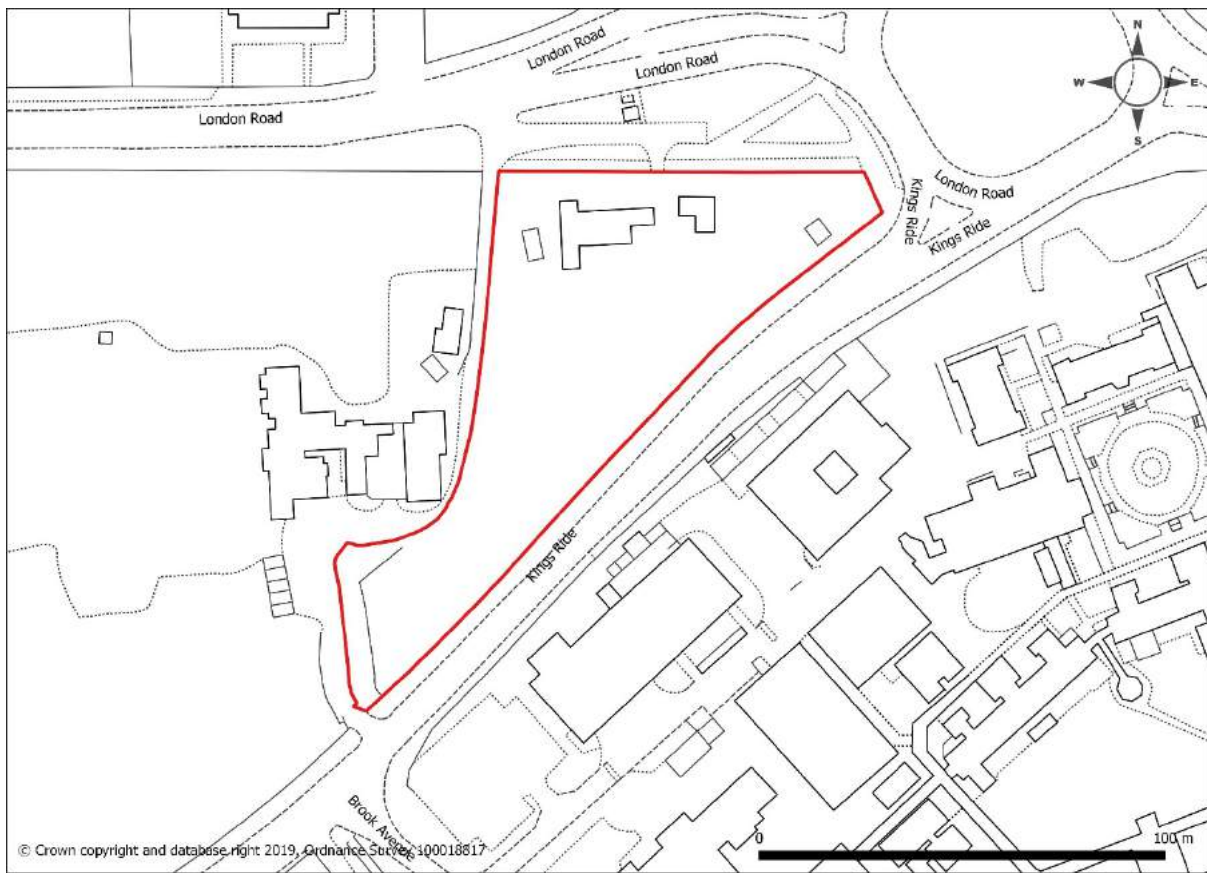 N
W E
S
London Road
London Road
London Road
London Road
Kings Ride
Kings Ride
Kings Ride
Brook Avenue
0 100 m
© Crown copyright and database right 2019, Ordnance Survey 100018817